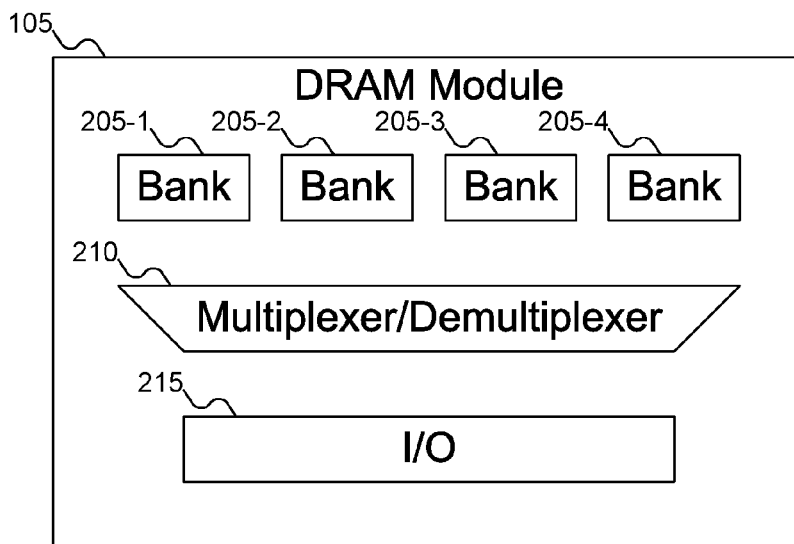 105
DRAM Module
205-1 205-2 205-3 205-4
Bank Bank Bank Bank
210
Multiplexer/Demultiplexer
215
I/O